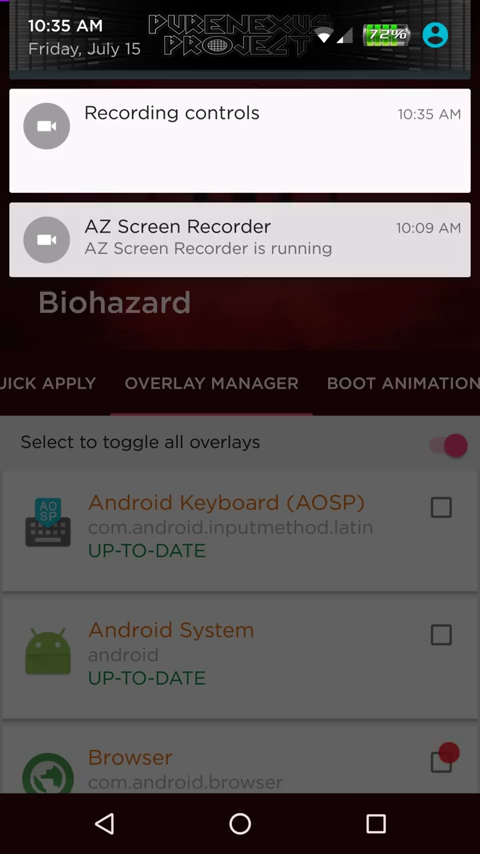 10:35 AM
Friday, July 15
PURENEXUS
PROJECT
72%
Recording controls
10:35 AM
AZ Screen Recorder
10:09 AM
AZ Screen Recorder is running
Biohazard
UICK APPLY
OVERLAY MANAGER
BOOT ANIMATION
Select to toggle all overlays
AO
SP
Android Keyboard (AOSP)
com.android.inputmethod.latin
UP-TO-DATE
Android System
android
UP-TO-DATE
Browser
com.android.browser